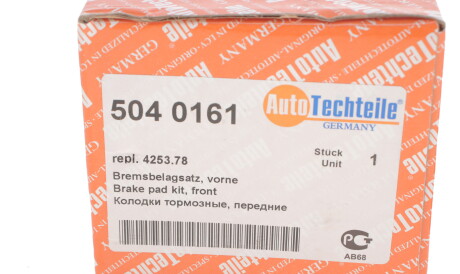 504 0161
AutoTechteile®
GERMANY
repl. 4253.78
Stück
Unit 1
Bremsbelagsatz, vorne
Brake pad kit, front
Колодки тормозные, передние
АВ68